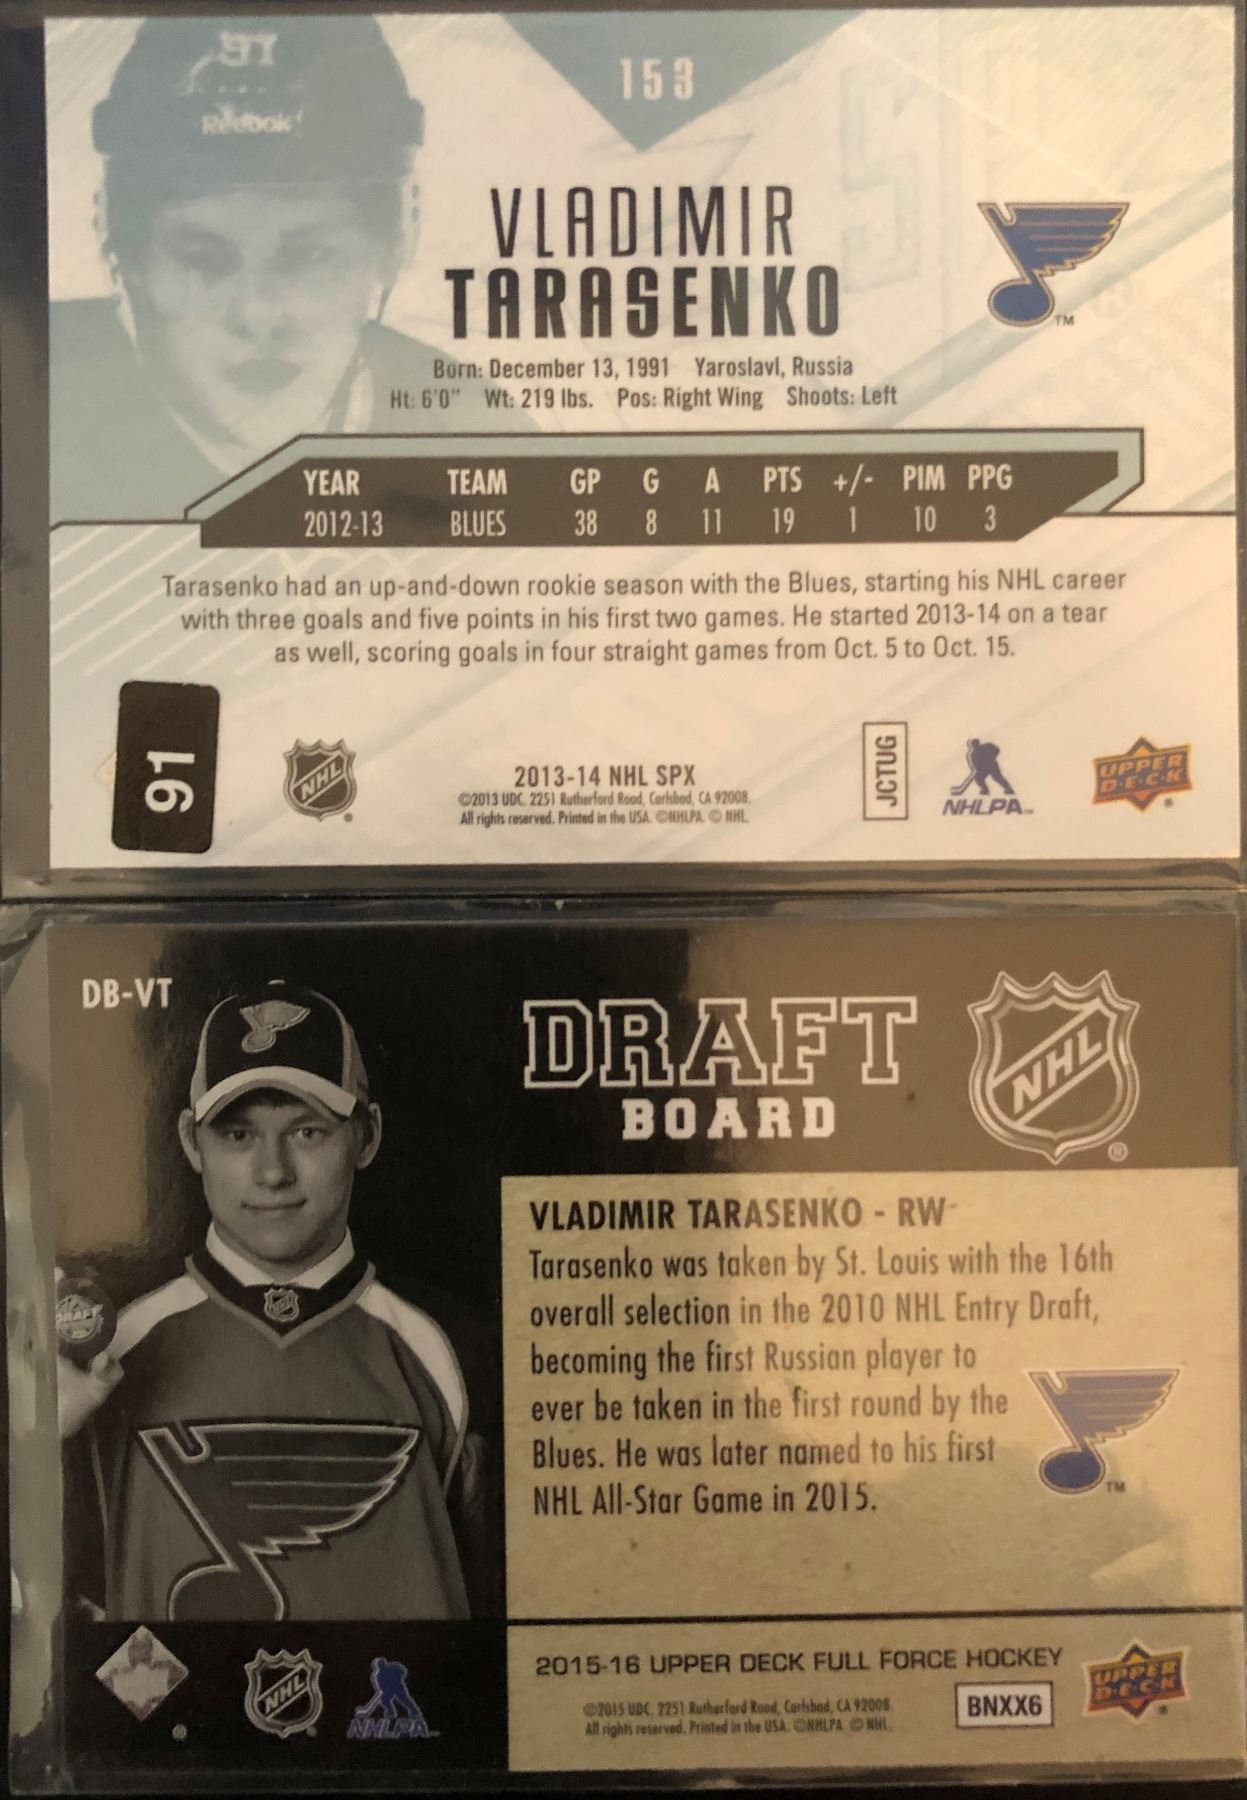 91
Reebok
153
VLADIMIR
TARASENKO
TM
Born: December 13, 1991 Yaroslavl, Russia
Ht: 6'0" Wt: 219 lbs. Pos: Right Wing Shoots: Left
YEAR TEAM GP G A PTS +/- PIM PPG
2012-13 BLUES 38 8 11 19 1 10 3
Tarasenko had an up-and-down rookie season with the Blues, starting his NHL career
with three goals and five points in his first two games. He started 2013-14 on a tear
as well, scoring goals in four straight games from Oct. 5 to Oct. 15.
91
NHL
2013-14 NHL SPX
©2013 UDC. 2251 Rutherford Road, Carlsbad, CA 92008.
All rights reserved. Printed in the USA. ©NHLPA. © NHL.
JCTUG
NHLPA
UPPER
D·E·C·K
DB-VT
DRAFT
BOARD
NHL
VLADIMIR TARASENKO - RW
Tarasenko was taken by St. Louis with the 16th
overall selection in the 2010 NHL Entry Draft,
becoming the first Russian player to
ever be taken in the first round by the
Blues. He was later named to his first
NHL All-Star Game in 2015.
TM
DRAFT
NHL
NHLPA
2015-16 UPPER DECK FULL FORCE HOCKEY
©2015 UDC. 2251 Rutherford Road, Carlsbad, CA 92008.
All rights reserved. Printed in the USA. ©NHLPA © NHL.
BNXX6
UPPER
D·E·C·K